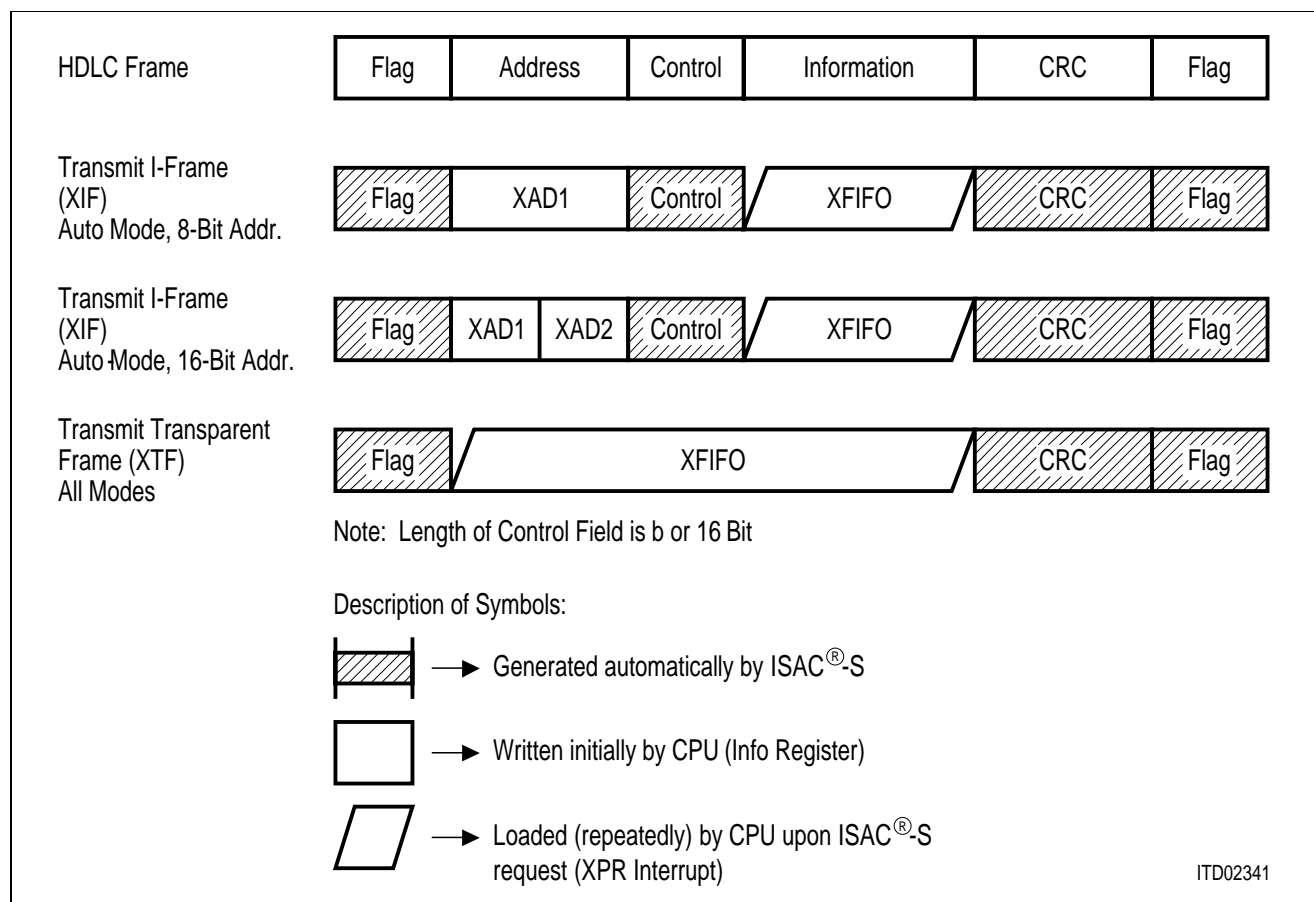 HDLC Frame Flag Address Control Information CRC Flag
Transmit I-Frame
(XIF)
Auto Mode, 8-Bit Addr.
Flag XAD1 Control XFIFO CRC Flag
Transmit I-Frame
(XIF)
Auto-Mode, 16-Bit Addr.
Flag XAD1 XAD2 Control XFIFO CRC Flag
Transmit Transparent
Frame (XTF)
All Modes
Flag XFIFO CRC Flag
Note: Length of Control Field is b or 16 Bit
Description of Symbols:
Generated automatically by ISAC®-S
Written initially by CPU (Info Register)
Loaded (repeatedly) by CPU upon ISAC®-S
request (XPR Interrupt)
ITD02341